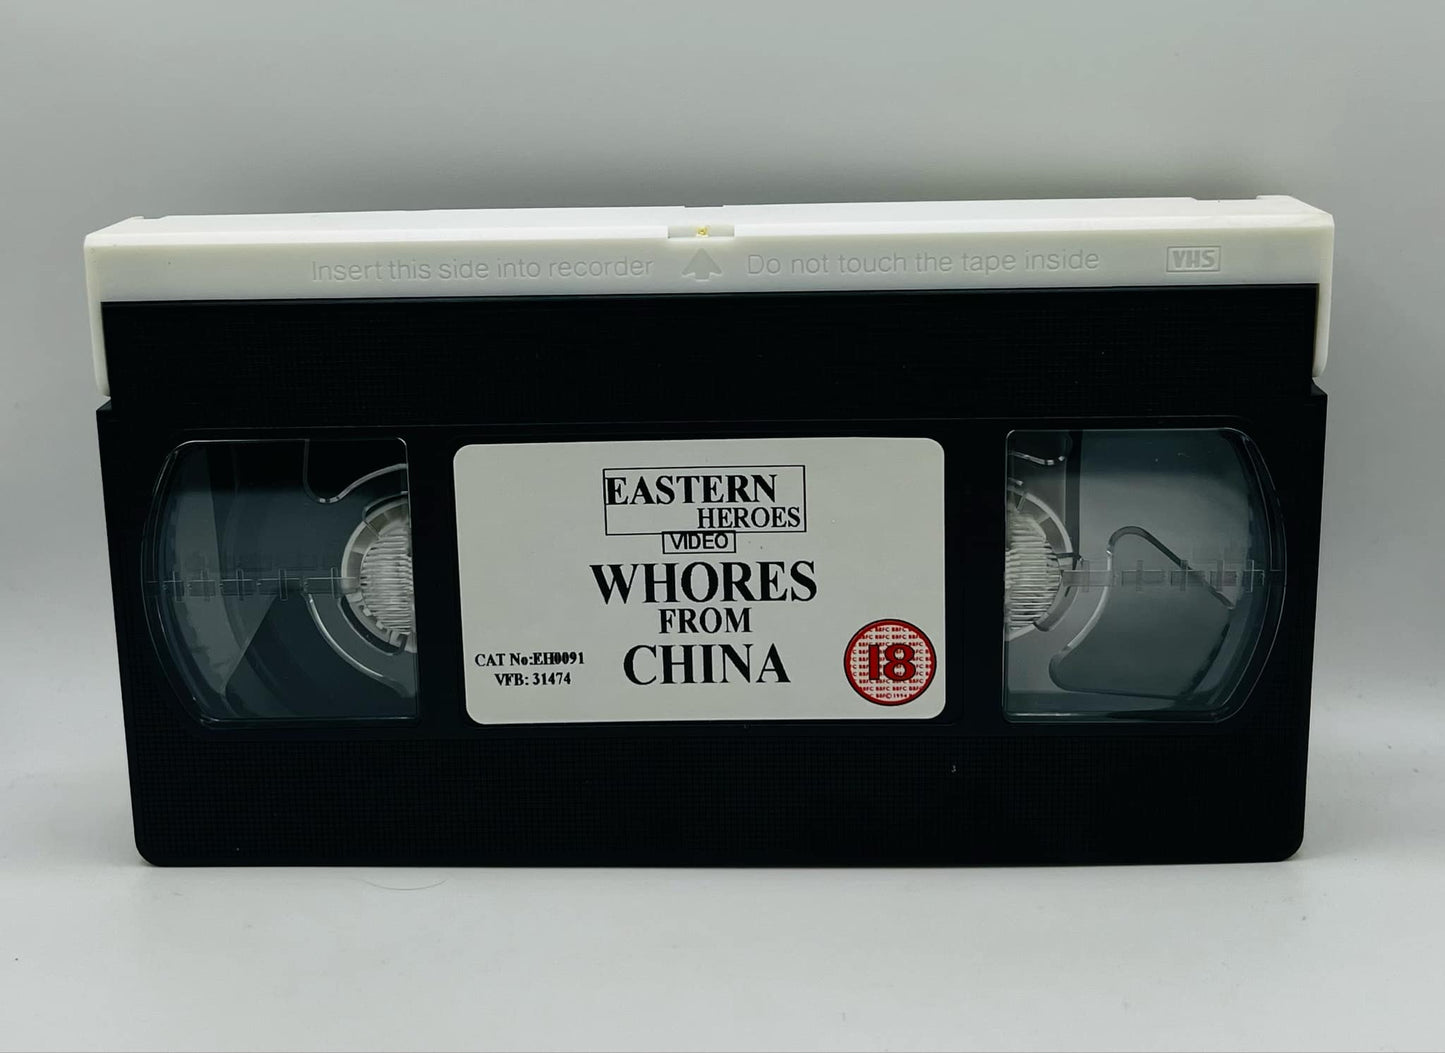 Insert this side into recorder Do not touch the tape inside VHS
EASTERN
HEROES
VIDEO
WHORES
FROM
CHINA
CAT No:EH0091
VFB: 31474
18